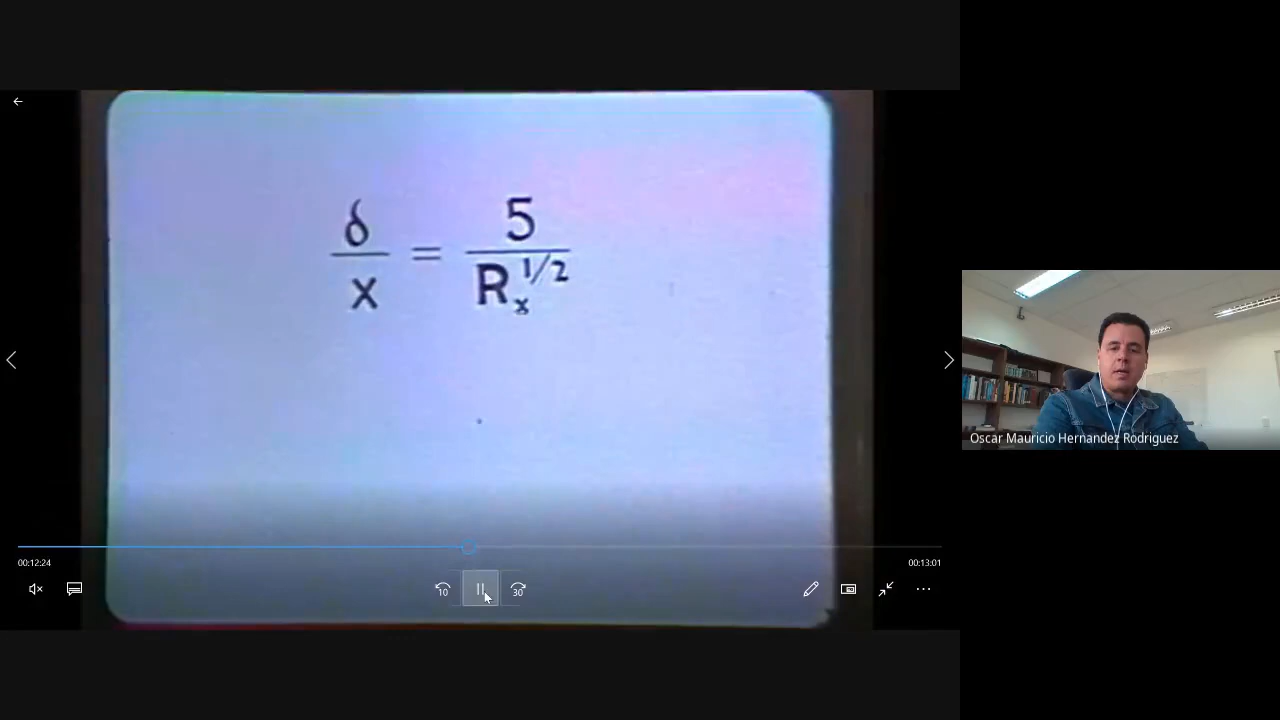 δ/x = 5/R_x^1/2
00:12:24
00:13:01
10
30
Oscar Mauricio Hernandez Rodriguez